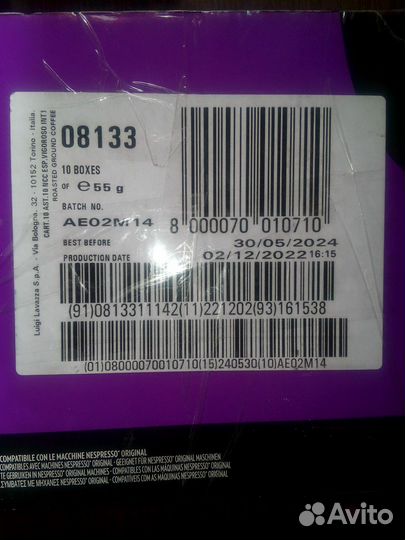 Luigi Lavazza S.p.A. - Via Bologna, 32 - 10152 Torino - Italia.
CART.10 AST.10 NCC ESP.VIGOROSO INT1
ROASTED GROUND COFFEE
08133
10 BOXES
OF ℮ 55 g
BATCH NO.
AE02M14
8 000070 010710
BEST BEFORE 30/05/2024
PRODUCTION DATE 02/12/2022 16:15
(91)0813311142(11)221202(93)161538
(01)08000070010710(15)240530(10)AE02M14
COMPATIBILE CON LE MACCHINE NESPRESSO* ORIGINAL
COMPATIBLES AVEC MACHINES NESPRESSO* ORIGINAL - GEEIGNET FÜR NESPRESSO* ORIGINAL MASCHINEN
TE GEBRUIKEN IN NESPRESSO* ORIGINAL MACHINES - COMPATIBLES CON LAS MÁQUINAS NESPRESSO* ORIGINAL
ΣΥΜΒΑΤΕΣ ΜΕ ΜΗΧΑΝΕΣ NESPRESSO* ORIGINAL - COMPATÍVEIS COM AS MÁQUINAS NESPRESSO* ORIGINAL
Avito